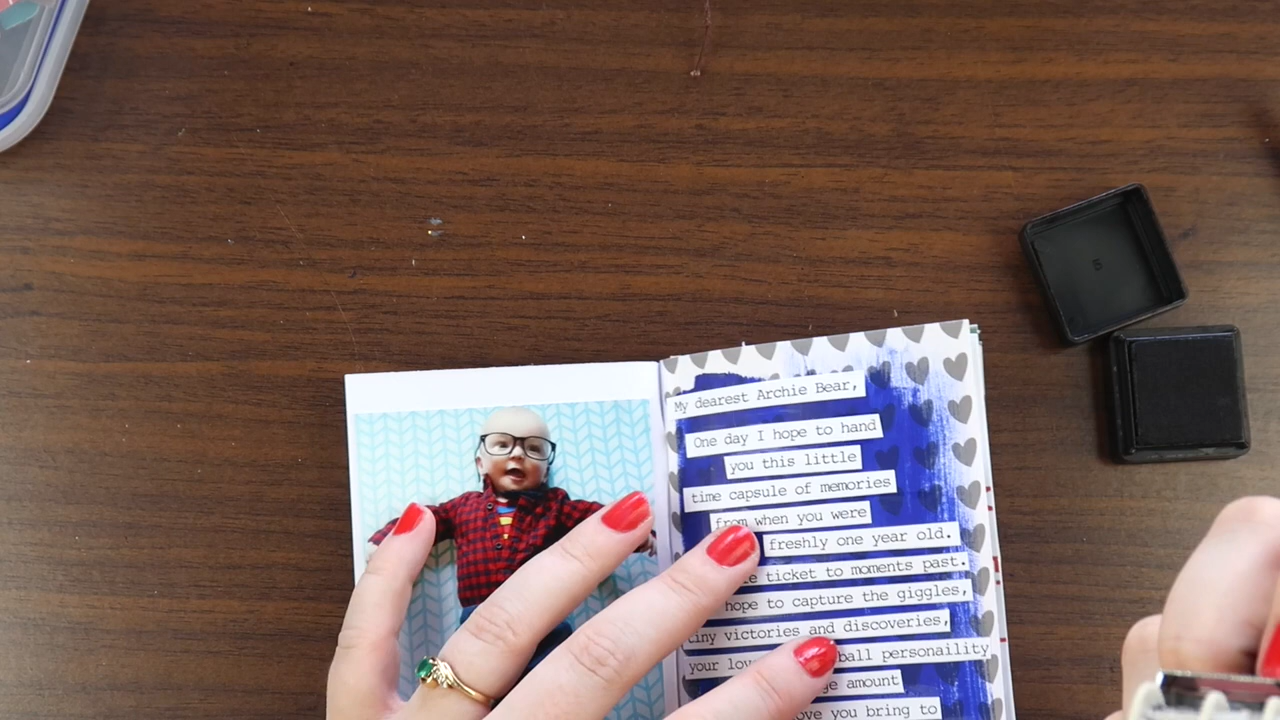 My dearest Archie Bear,
One day I hope to hand
you this little
time capsule of memories
from when you were
freshly one year old.
ticket to moments past.
hope to capture the giggles,
tiny victories and discoveries,
your ball personaility
amount
you bring to